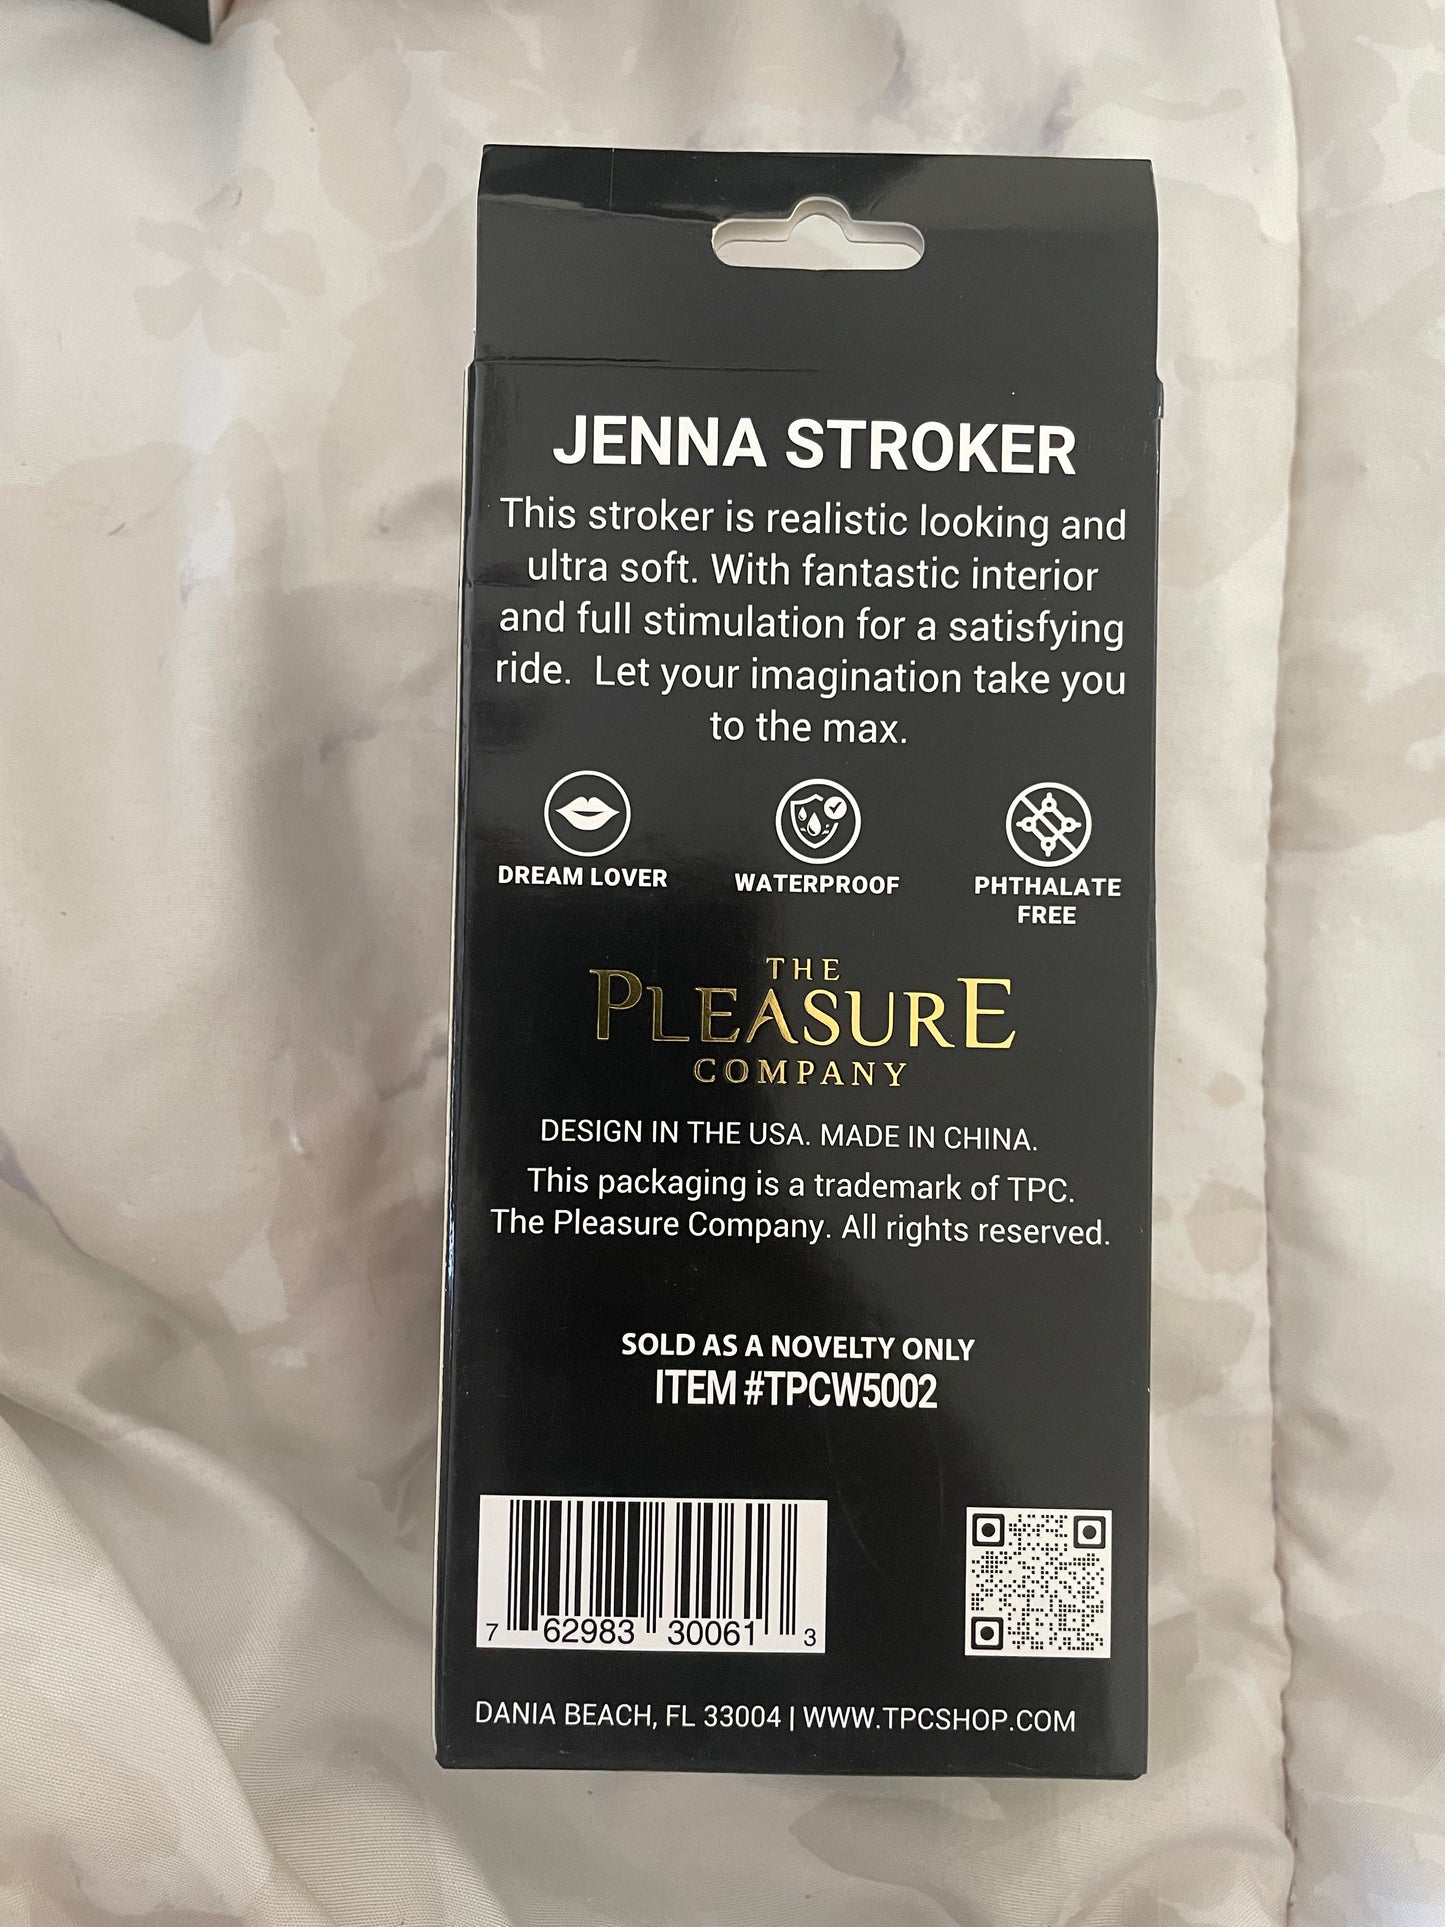 JENNA STROKER
This stroker is realistic looking and
ultra soft. With fantastic interior
and full stimulation for a satisfying
ride. Let your imagination take you
to the max.
DREAM LOVER
WATERPROOF
PHTHALATE
FREE
THE
PLEASURE
COMPANY
DESIGN IN THE USA. MADE IN CHINA.
This packaging is a trademark of TPC.
The Pleasure Company. All rights reserved.
SOLD AS A NOVELTY ONLY
ITEM #TPCW5002
7 62983 30061 3
DANIA BEACH, FL 33004 | WWW.TPCSHOP.COM